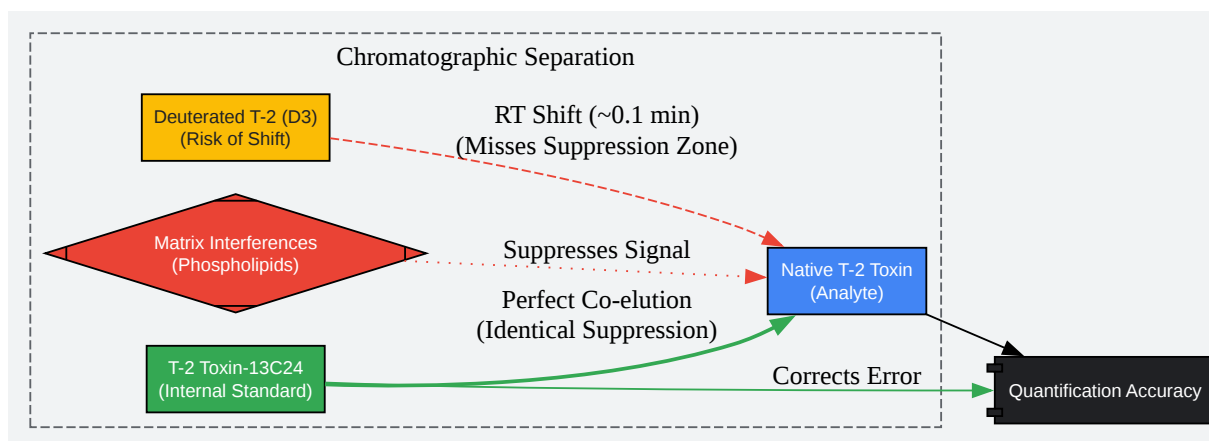 Chromatographic Separation
Deuterated T-2 (D3)
(Risk of Shift)
RT Shift (~0.1 min)
(Misses Suppression Zone)
Matrix Interferences
(Phospholipids)
Suppresses Signal
Native T-2 Toxin
(Analyte)
Perfect Co-elution
(Identical Suppression)
T-2 Toxin-13C24
(Internal Standard)
Corrects Error
Quantification Accuracy